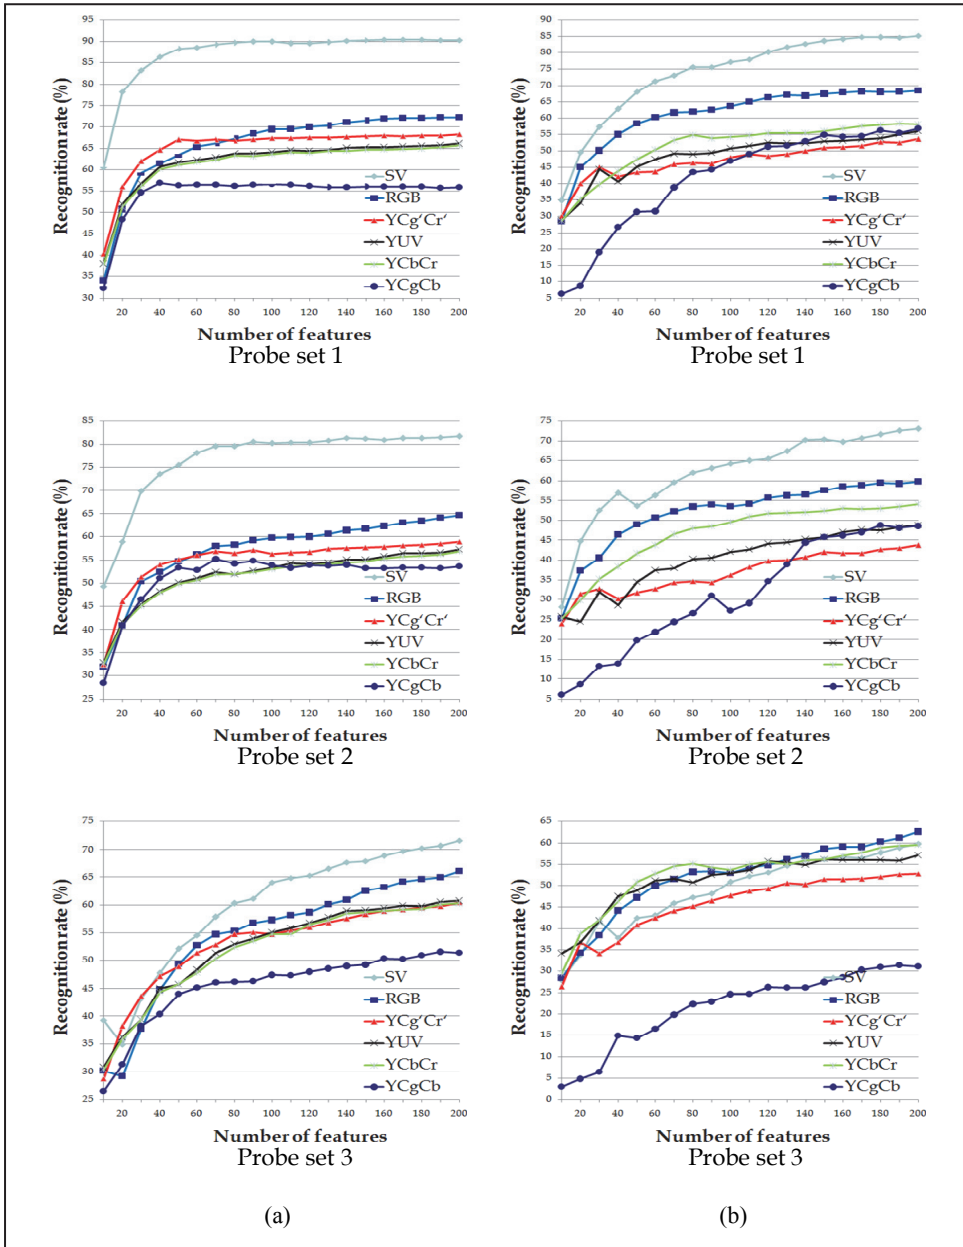 95
90
85
80
75
70
65
60
55
50
45
40
35
30
Recognition rate (%)
SV
RGB
YCg‘Cr‘
YUV
YCbCr
YCgCb
20 40 60 80 100 120 140 160 180 200
Number of features
Probe set 1
90
85
80
75
70
65
60
55
50
45
40
35
30
25
20
15
10
5
Recognition rate (%)
SV
RGB
YCg‘Cr‘
YUV
YCbCr
YCgCb
20 40 60 80 100 120 140 160 180 200
Number of features
Probe set 1
85
80
75
70
65
60
55
50
45
40
35
30
25
Recognition rate (%)
SV
RGB
YCg‘Cr‘
YUV
YCbCr
YCgCb
20 40 60 80 100 120 140 160 180 200
Number of features
Probe set 2
75
70
65
60
55
50
45
40
35
30
25
20
15
10
5
Recognition rate (%)
SV
RGB
YCg‘Cr‘
YUV
YCbCr
YCgCb
20 40 60 80 100 120 140 160 180 200
Number of features
Probe set 2
75
70
65
60
55
50
45
40
35
30
25
Recognition rate (%)
SV
RGB
YCg‘Cr‘
YUV
YCbCr
YCgCb
20 40 60 80 100 120 140 160 180 200
Number of features
Probe set 3
65
60
55
50
45
40
35
30
25
20
15
10
5
0
Recognition rate (%)
SV
RGB
YCg‘Cr‘
YUV
YCbCr
YCgCb
20 40 60 80 100 120 140 160 180 200
Number of features
Probe set 3
(a)
(b)